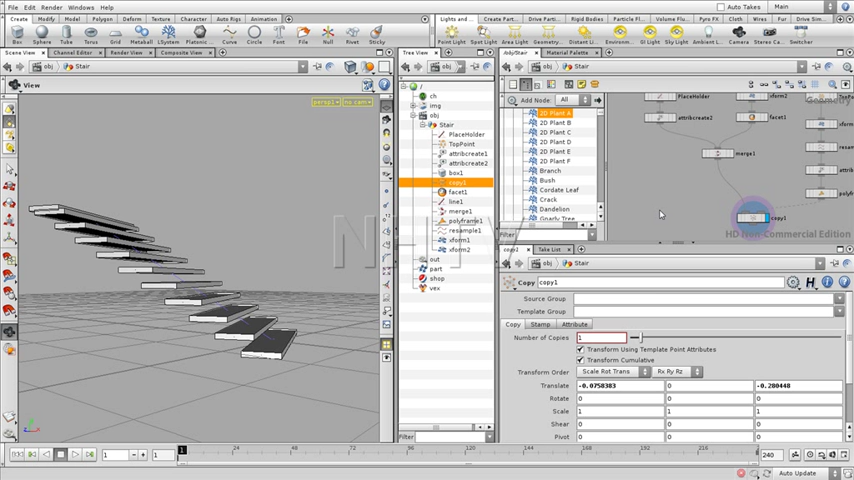 File Edit Render Windows Help
Auto Takes Main
Create Modify Model Polygon Deform Texture Character Auto Rigs Animation
Lights and ... Create Parti... Drive Parti... Rigid Bodies Particle Fl... Volume Flu... Pyro FX Cloth Wires Fur Drive Sim...
Box Sphere Tube Torus Grid Metaball LSystem Platonic ... Curve Circle File Null Rivet Sticky
Point Light Spot Light Area Light Geometry... Distant Li... Environme... GI Light Sky Light Ambient L... Camera Stereo Ca... Switcher
Scene View Channel Editor Render View Composite View
Tree View
/obj/Stair Material Palette
obj Stair
obj
obj Stair
View
persp1 no cam
/
ch
img
obj
Stair
PlaceHolder
TopPoint
attribcreate1
attribcreate2
box1
copy1
facet1
line1
merge1
polyframe1
resample1
xform1
xform2
out
part
shop
vex
Filter
Add Node All
2D Plant A
2D Plant B
2D Plant C
2D Plant D
2D Plant E
2D Plant F
Branch
Bush
Cordate Leaf
Crack
Dandelion
Gnarly Tree
Filter
PlaceHolder xform2
Geometry
attribcreate2 facet1
merge1
copy1
HD Non-Commercial Edition
copy1 Take List
obj Stair
Copy copy1
Source Group
Template Group
Copy Stamp Attribute
Number of Copies 1
Transform Using Template Point Attributes
Transform Cumulative
Transform Order Scale Rot Trans Rx Ry Rz
Translate -0.0758383 0 -0.280448
Rotate 0 0 0
Scale 1 1 1
Shear 0 0 0
Pivot 0 0 0
1 1 1 24 48 72 96 120 144 168 192 216 240
Auto Update